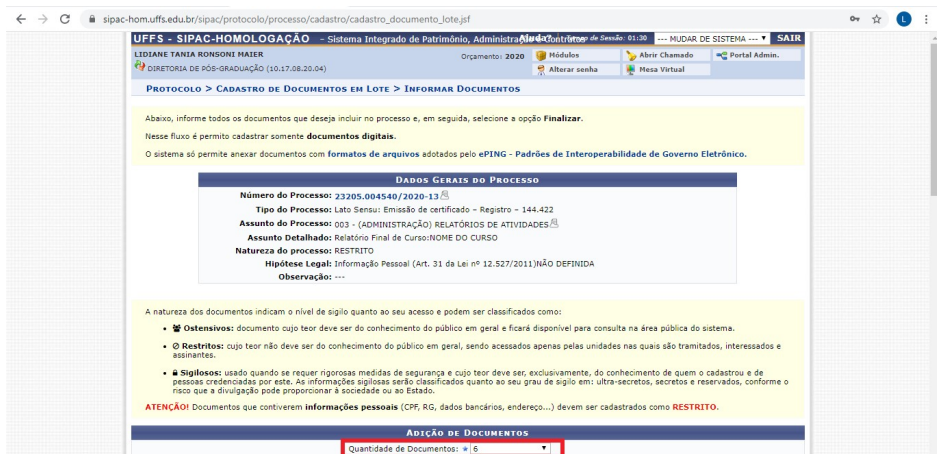 sipac-hom.uffs.edu.br/sipac/protocolo/processo/cadastro/cadastro_documento_lote.jsf
UFFS - SIPAC-HOMOLOGAÇÃO - Sistema Integrado de Patrimônio, Administração e Contratos Ajuda? Tempo de Sessão: 01:30 --- MUDAR DE SISTEMA --- SAIR
LIDIANE TANIA RONSONI MAIER Orçamento: 2020 Módulos Abrir Chamado Portal Admin.
DIRETORIA DE PÓS-GRADUAÇÃO (10.17.08.20.04) Alterar senha Mesa Virtual
PROTOCOLO > CADASTRO DE DOCUMENTOS EM LOTE > INFORMAR DOCUMENTOS
Abaixo, informe todos os documentos que deseja incluir no processo e, em seguida, selecione a opção Finalizar.
Nesse fluxo é permito cadastrar somente documentos digitais.
O sistema só permite anexar documentos com formatos de arquivos adotados pelo ePING - Padrões de Interoperabilidade de Governo Eletrônico.
DADOS GERAIS DO PROCESSO
Número do Processo: 23205.004540/2020-13
Tipo do Processo: Lato Sensu: Emissão de certificado - Registro - 144.422
Assunto do Processo: 003 - (ADMINISTRAÇÃO) RELATÓRIOS DE ATIVIDADES
Assunto Detalhado: Relatório Final de Curso:NOME DO CURSO
Natureza do processo: RESTRITO
Hipótese Legal: Informação Pessoal (Art. 31 da Lei nº 12.527/2011)NÃO DEFINIDA
Observação: ---
A natureza dos documentos indicam o nível de sigilo quanto ao seu acesso e podem ser classificados como:
• Ostensivos: documento cujo teor deve ser do conhecimento do público em geral e ficará disponível para consulta na área pública do sistema.
• Restritos: cujo teor não deve ser do conhecimento do público em geral, sendo acessados apenas pelas unidades nas quais são tramitados, interessados e
assinantes.
• Sigilosos: usado quando se requer rigorosas medidas de segurança e cujo teor deve ser, exclusivamente, do conhecimento de quem o cadastrou e de
pessoas credenciadas por este. As informações sigilosas serão classificados quanto ao seu grau de sigilo em: ultra-secretos, secretos e reservados, conforme o
risco que a divulgação pode proporcionar à sociedade ou ao Estado.
ATENÇÃO! Documentos que contiverem informações pessoais (CPF, RG, dados bancários, endereço...) devem ser cadastrados como RESTRITO.
ADIÇÃO DE DOCUMENTOS
Quantidade de Documentos: 6